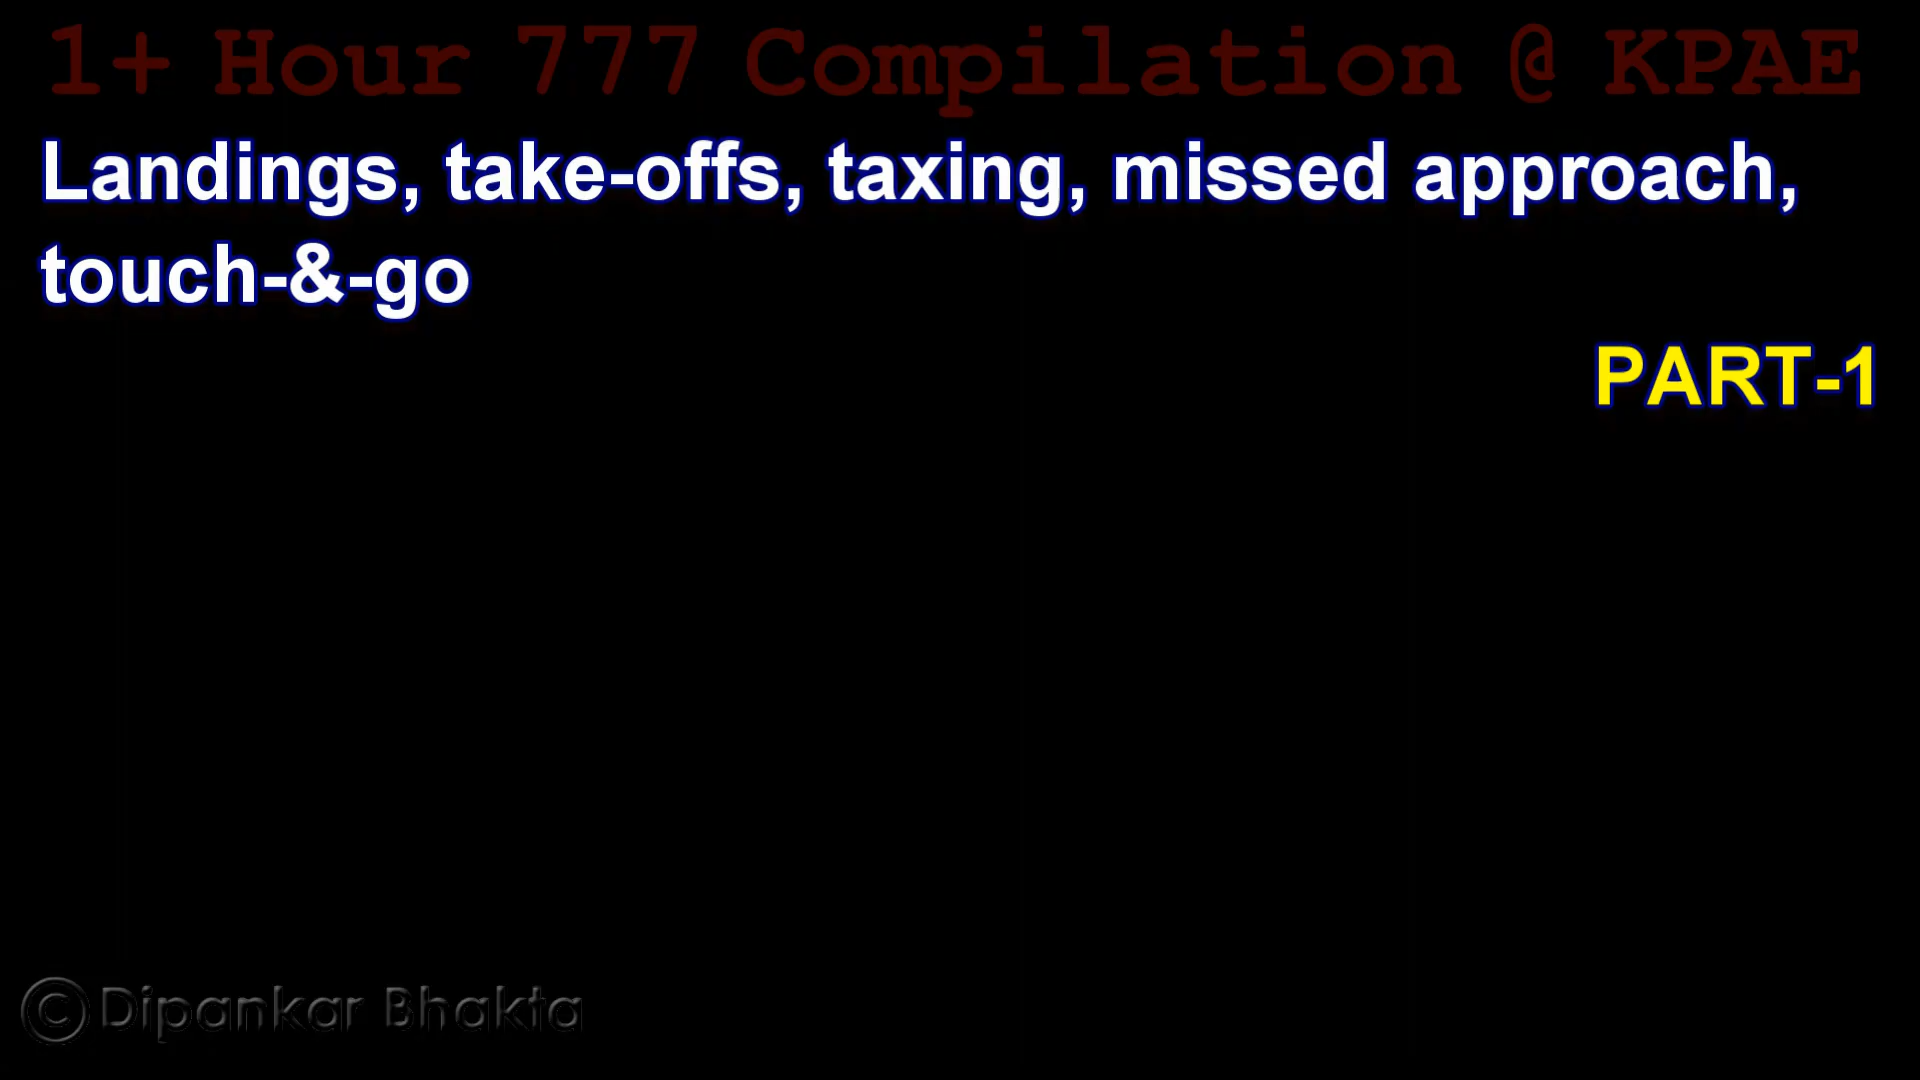 1+ Hour 777 Compilation @ KPAE
Landings, take-offs, taxing, missed approach,
touch-&-go
PART-1
©Dipankar Bhakta